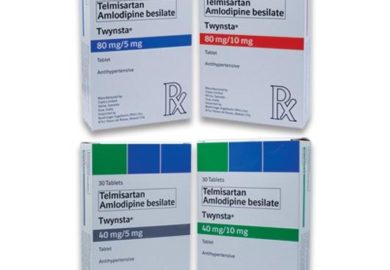 Telmisartan
Amlodipine besilate
Twynsta®
80 mg/5 mg
Tablet
Antihypertensive
Rx
Telmisartan
Amlodipine besilate
Twynsta®
80 mg/10 mg
Tablet
Antihypertensive
Rx
30 Tablets
Telmisartan
Amlodipine besilate
Twynsta®
40 mg/5 mg
Tablet
Antihypertensive
30 Tablets
Telmisartan
Amlodipine besilate
Twynsta®
40 mg/10 mg
Tablet
Antihypertensive